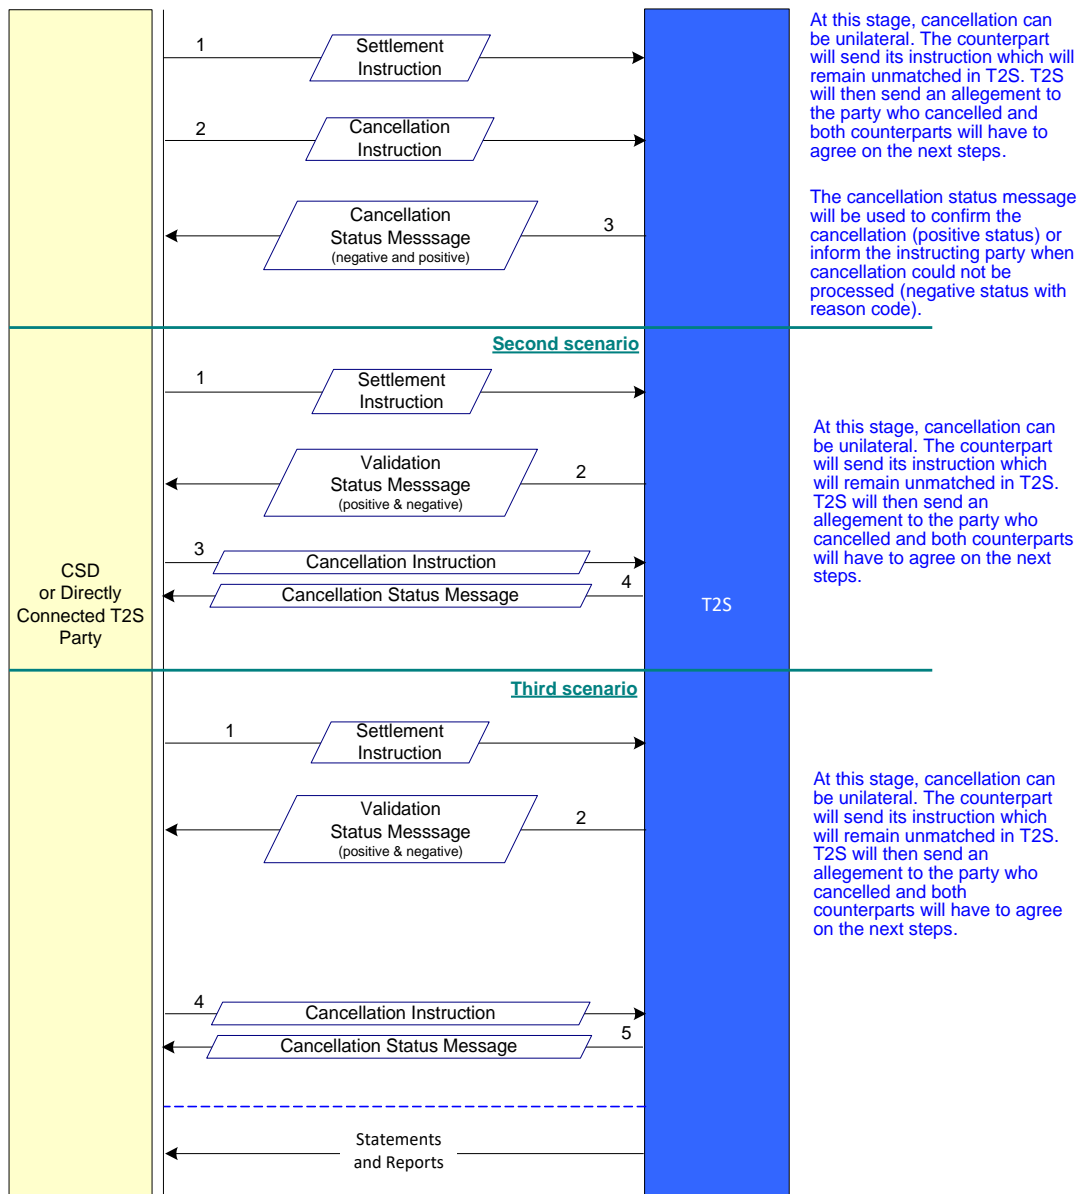 1
Settlement
Instruction
At this stage, cancellation can
be unilateral. The counterpart
will send its instruction which will
remain unmatched in T2S. T2S
will then send an allegement to
the party who cancelled and
both counterparts will have to
agree on the next steps.
2
Cancellation
Instruction
The cancellation status message
will be used to confirm the
cancellation (positive status) or
inform the instructing party when
cancellation could not be
processed (negative status with
reason code).
Cancellation
Status Messsage
(negative and positive)
3
Second scenario
1
Settlement
Instruction
Validation
Status Messsage
(positive & negative)
2
At this stage, cancellation can
be unilateral. The counterpart
will send its instruction which
will remain unmatched in T2S.
T2S will then send an
allegement to the party who
cancelled and both counterparts
will have to agree on the next
steps.
3
Cancellation Instruction
Cancellation Status Message
4
CSD
or Directly
Connected T2S
Party
T2S
Third scenario
1
Settlement
Instruction
Validation
Status Messsage
(positive & negative)
2
At this stage, cancellation can
be unilateral. The counterpart
will send its instruction which
will remain unmatched in T2S.
T2S will then send an
allegement to the party who
cancelled and both
counterparts will have to agree
on the next steps.
4
Cancellation Instruction
Cancellation Status Message
5
Statements
and Reports